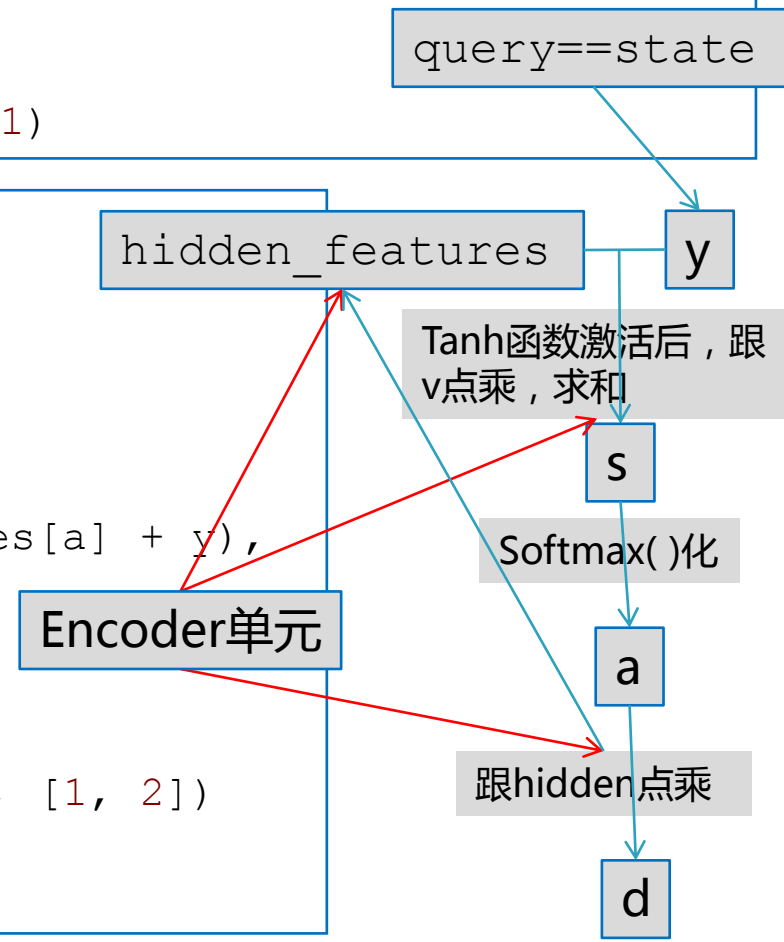 query==state
1)
hidden_features
y
Tanh函数激活后，跟
v点乘，求和
s
es[a] + y),
Softmax( )化
Encoder单元
a
[1, 2])
跟hidden点乘
d